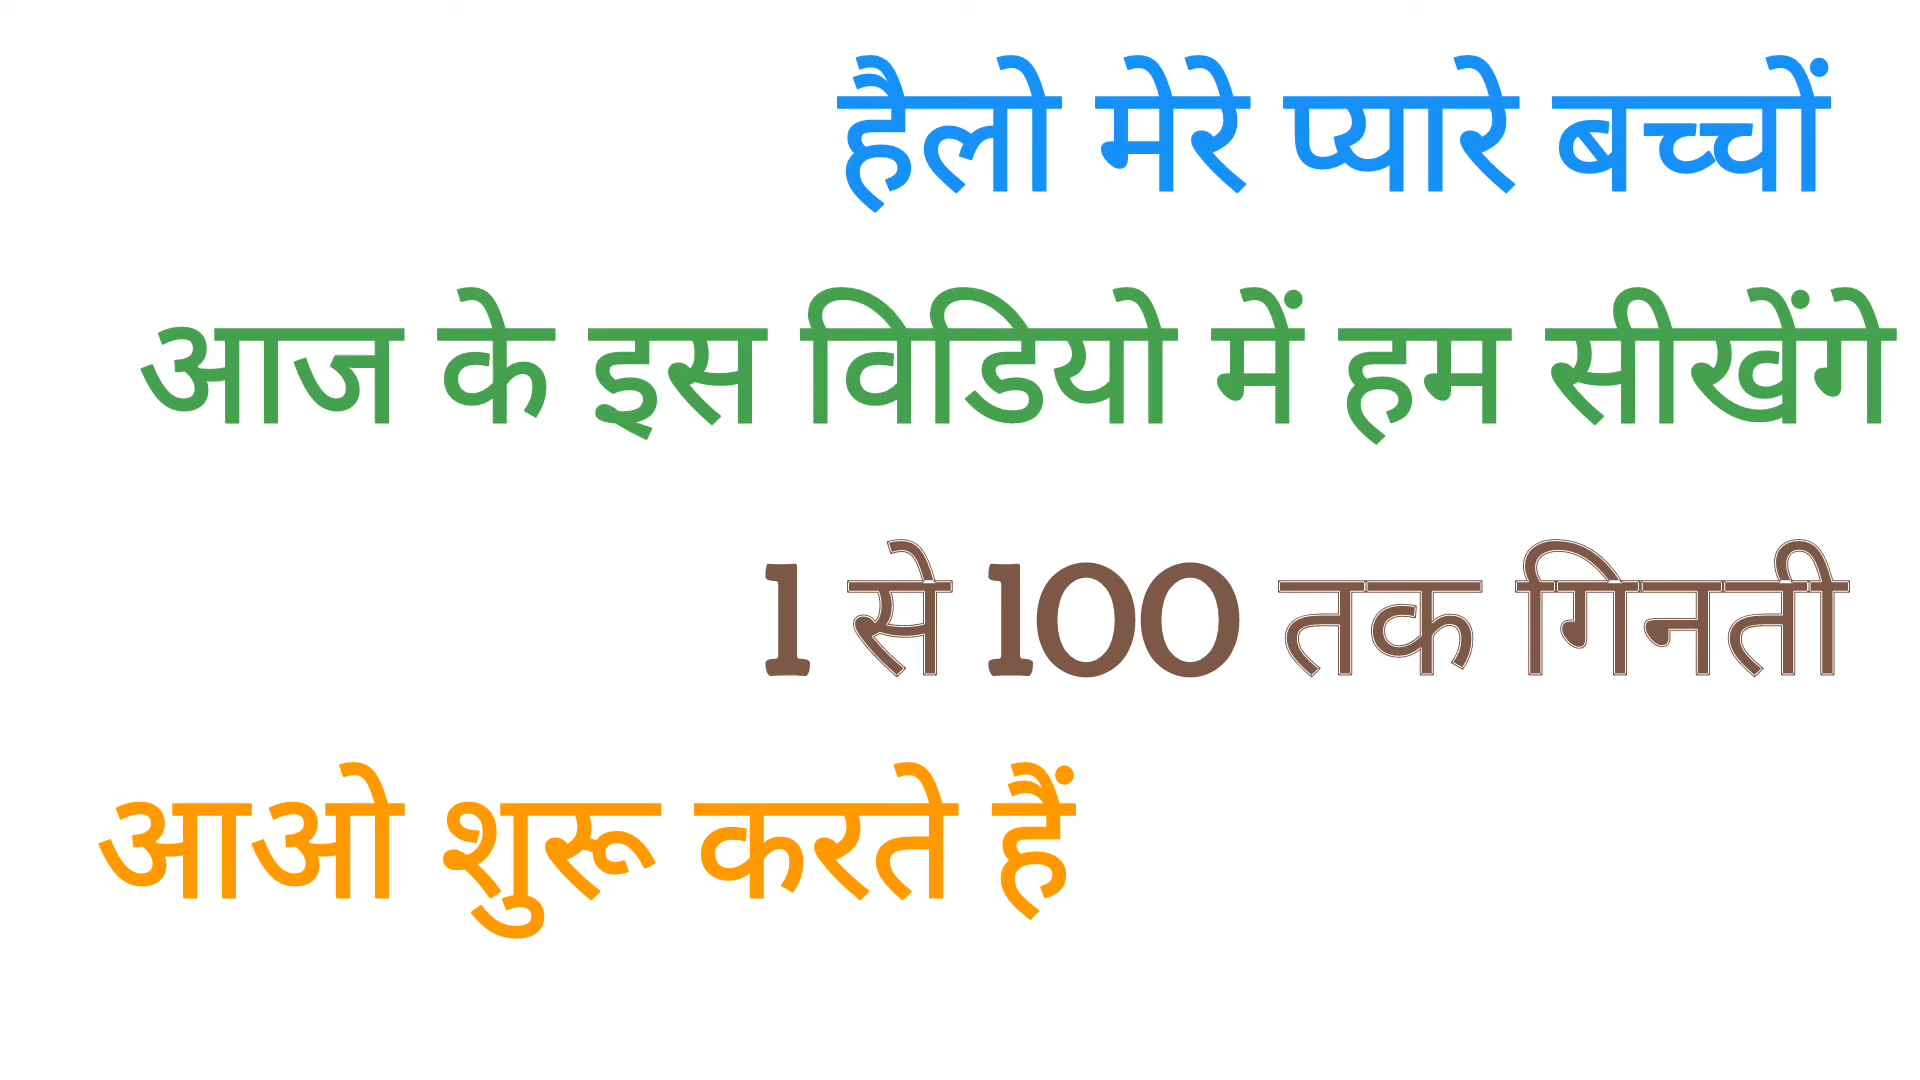 हैलो मेरे प्यारे बच्चों
आज के इस विडियो में हम सीखेंगे
1 से 100 तक गिनती
आओ शुरू करते हैं